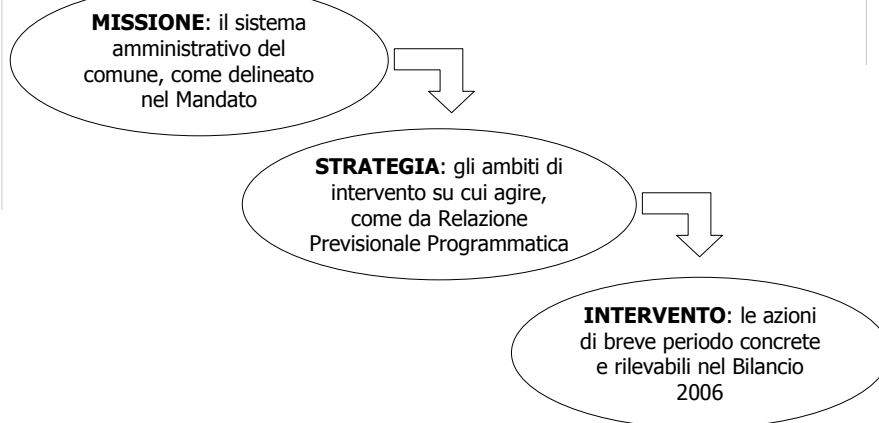 MISSIONE: il sistema
amministrativo del
comune, come delineato
nel Mandato
STRATEGIA: gli ambiti di
intervento su cui agire,
come da Relazione
Previsionale Programmatica
INTERVENTO: le azioni
di breve periodo concrete
e rilevabili nel Bilancio
2006